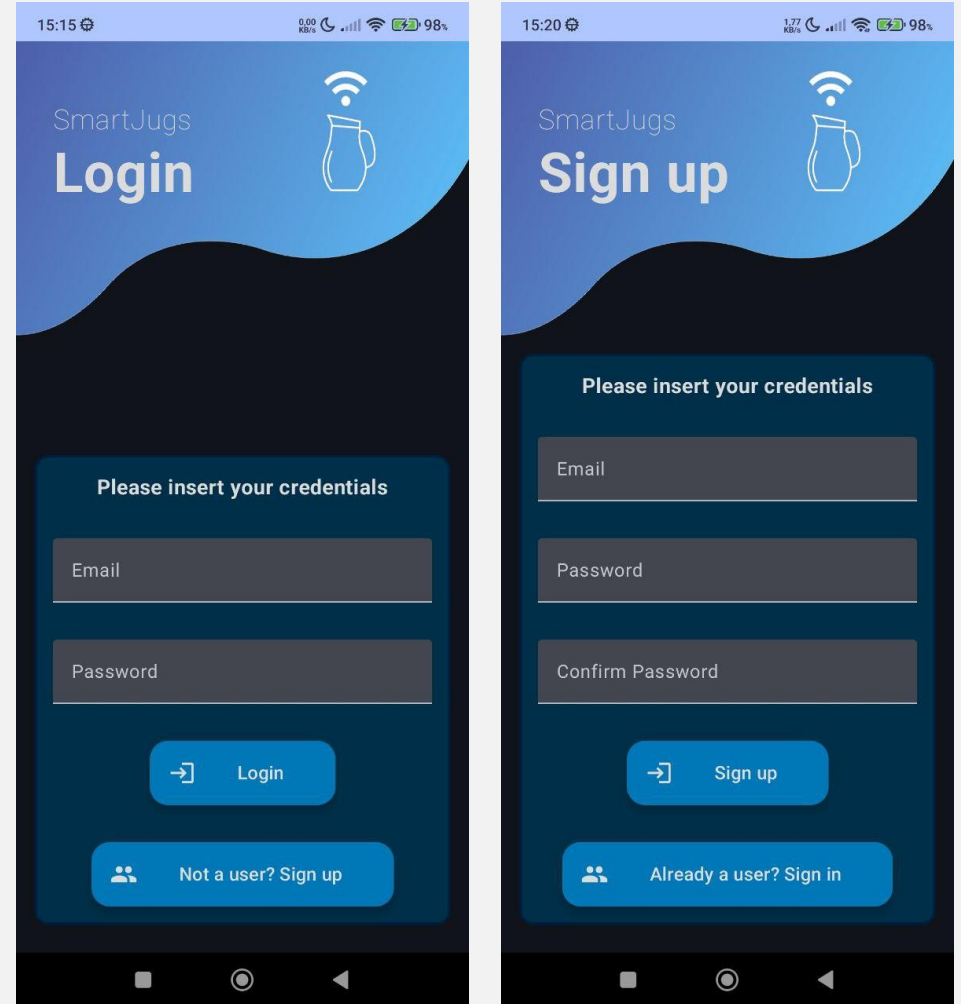 15:15 0,00 KB/s 98%
SmartJugs
Login
Please insert your credentials
Email
Password
Login
Not a user? Sign up
15:20 1,77 KB/s 98%
SmartJugs
Sign up
Please insert your credentials
Email
Password
Confirm Password
Sign up
Already a user? Sign in